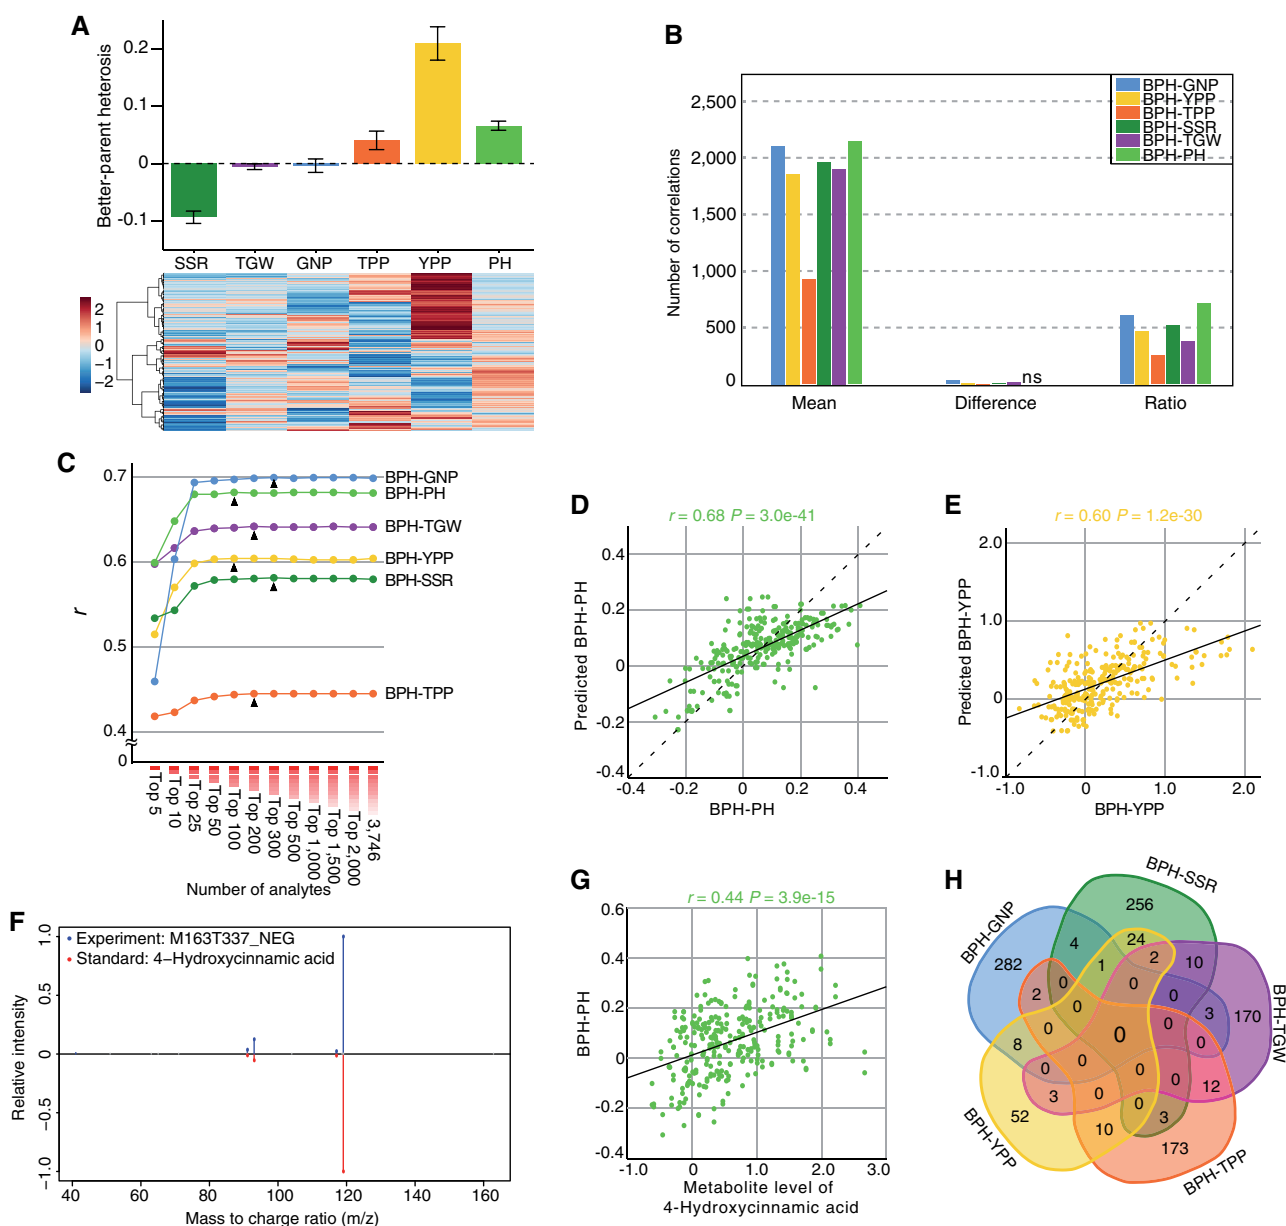 A
Better-parent heterosis
0.2
0.1
0
-0.1
SSR TGW GNP TPP YPP PH
2
1
0
−1
−2
B
Number of correlations
2,500
2,000
1,500
1,000
500
0
BPH-GNP
BPH-YPP
BPH-TPP
BPH-SSR
BPH-TGW
BPH-PH
ns
Mean Difference Ratio
C
r
0.7
0.6
0.5
0.4
0
BPH-GNP
BPH-PH
BPH-TGW
BPH-YPP
BPH-SSR
BPH-TPP
Top 5
Top 10
Top 25
Top 50
Top 100
Top 200
Top 300
Top 500
Top 1,000
Top 1,500
Top 2,000
3,746
Number of analytes
D
r = 0.68 P = 3.0e-41
Predicted BPH-PH
0.4
0.2
0
-0.2
-0.4
-0.4 -0.2 0 0.2 0.4
BPH-PH
E
r = 0.60 P = 1.2e-30
Predicted BPH-YPP
2.0
1.0
0
-1.0
-1.0 0 1.0 2.0
BPH-YPP
F
Relative intensity
1.0
0.5
0
−0.5
−1.0
Experiment: M163T337_NEG
Standard: 4−Hydroxycinnamic acid
40 60 80 100 120 140 160
Mass to charge ratio (m/z)
G
r = 0.44 P = 3.9e-15
BPH-PH
0.6
0.4
0.2
0
-0.2
-0.4
-1.0 0 1.0 2.0 3.0
Metabolite level of
4-Hydroxycinnamic acid
H
BPH-SSR
BPH-GNP
BPH-TGW
BPH-YPP
BPH-TPP
256
4 24
282 1 2 10
2 0 0 0 3 170
0 0 0 0
8 0 0
0 0 0 0 12
3 0 0 3
52 10 173